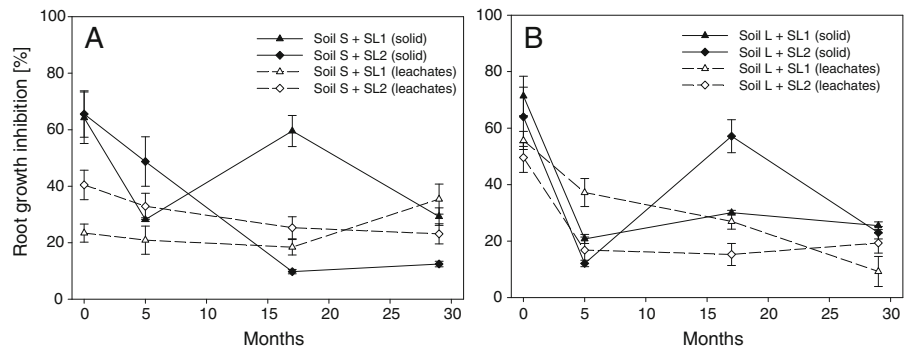 A
Soil S + SL1 (solid)
Soil S + SL2 (solid)
Soil S + SL1 (leachates)
Soil S + SL2 (leachates)
Root growth inhibition [%]
100
80
60
40
20
0
0 5 10 15 20 25 30
Months
B
Soil L + SL1 (solid)
Soil L + SL2 (solid)
Soil L + SL1 (leachates)
Soil L + SL2 (leachates)
100
80
60
40
20
0
0 5 10 15 20 25 30
Months